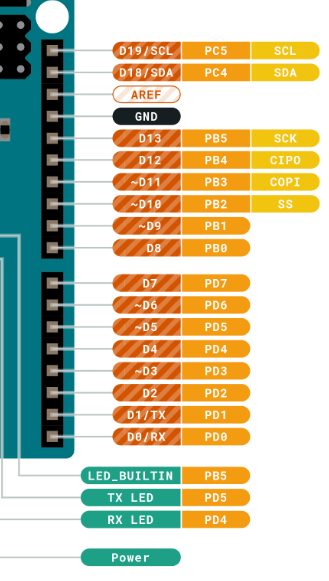 D19/SCL PC5 SCL
D18/SDA PC4 SDA
AREF
GND
D13 PB5 SCK
D12 PB4 CIPO
~D11 PB3 COPI
~D10 PB2 SS
~D9 PB1
D8 PB0
D7 PD7
~D6 PD6
~D5 PD5
D4 PD4
~D3 PD3
D2 PD2
D1/TX PD1
D0/RX PD0
LED_BUILTIN PB5
TX LED PD5
RX LED PD4
Power